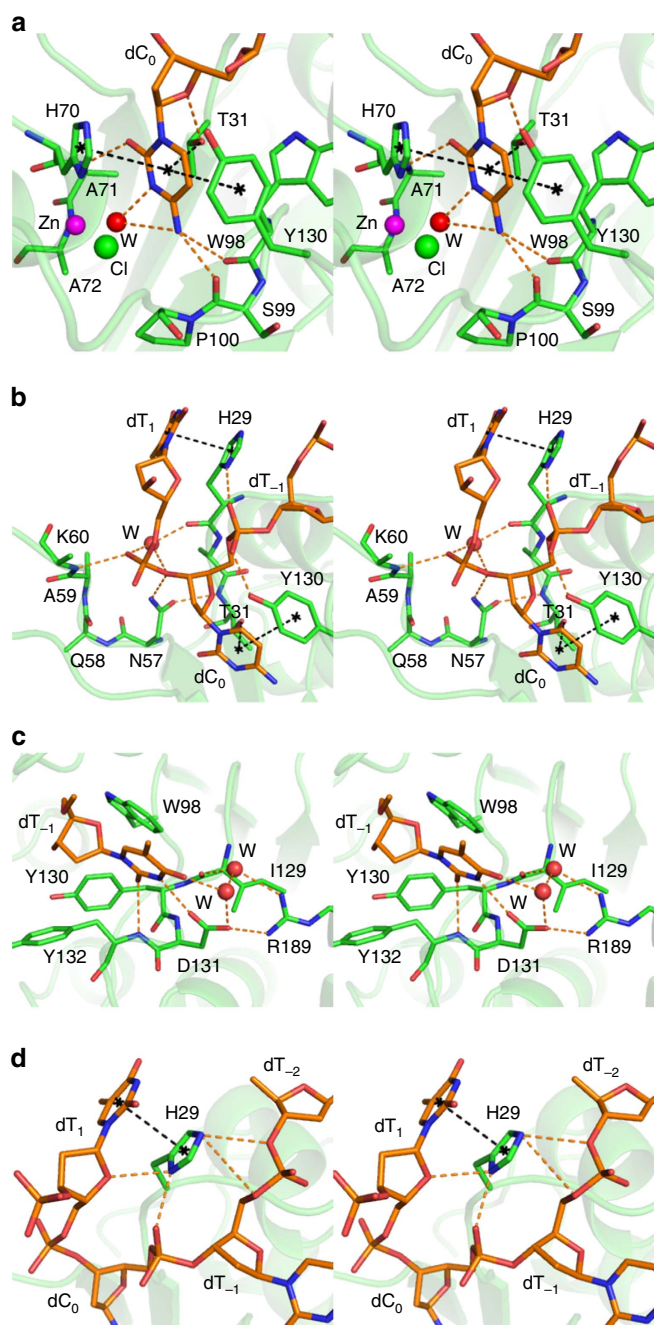 a
dC0 dC0
H70 T31 H70 T31
A71 A71
Zn W W98 Y130 Zn W W98 Y130
Cl Cl
A72 S99 A72 S99
P100 P100
b
dT1 H29 dT1 H29
dT–1 dT–1
K60 W K60 W
A59 Y130 A59 Y130
T31 T31
Q58 N57 Q58 N57
dC0 dC0
c
W98 W98
dT–1 dT–1
W I129 W I129
Y130 Y130
W W
Y132 D131 R189 Y132 D131 R189
d
dT–2 dT–2
H29 H29
dT1 dT1
dT–1 dT–1
dC0 dC0